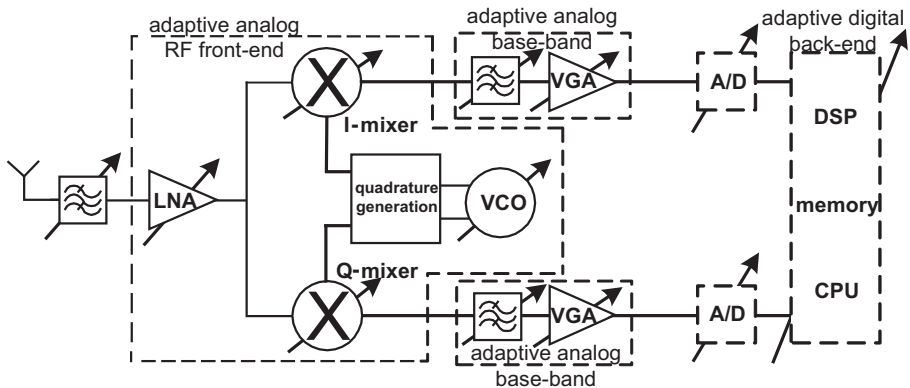 adaptive analog
RF front-end
adaptive analog
base-band
adaptive digital
back-end
X
VGA
A/D
DSP
I-mixer
LNA
quadrature
generation
VCO
memory
Q-mixer
X
VGA
A/D
CPU
adaptive analog
base-band